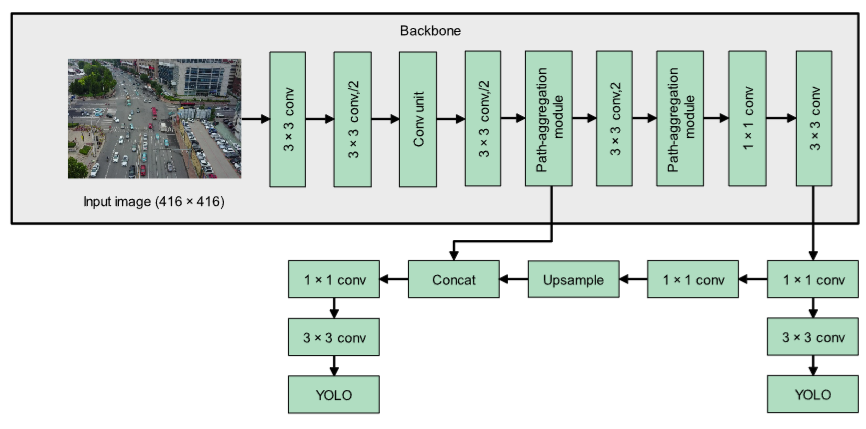 Backbone
3 × 3 conv
3 × 3 conv,/2
Conv unit
3 × 3 conv,/2
Path-aggregation
module
3 × 3 conv,2
Path-aggregation
module
1 × 1 conv
3 × 3 conv
Input image (416 × 416)
1 × 1 conv
Concat
Upsample
1 × 1 conv
1 × 1 conv
3 × 3 conv
3 × 3 conv
YOLO
YOLO